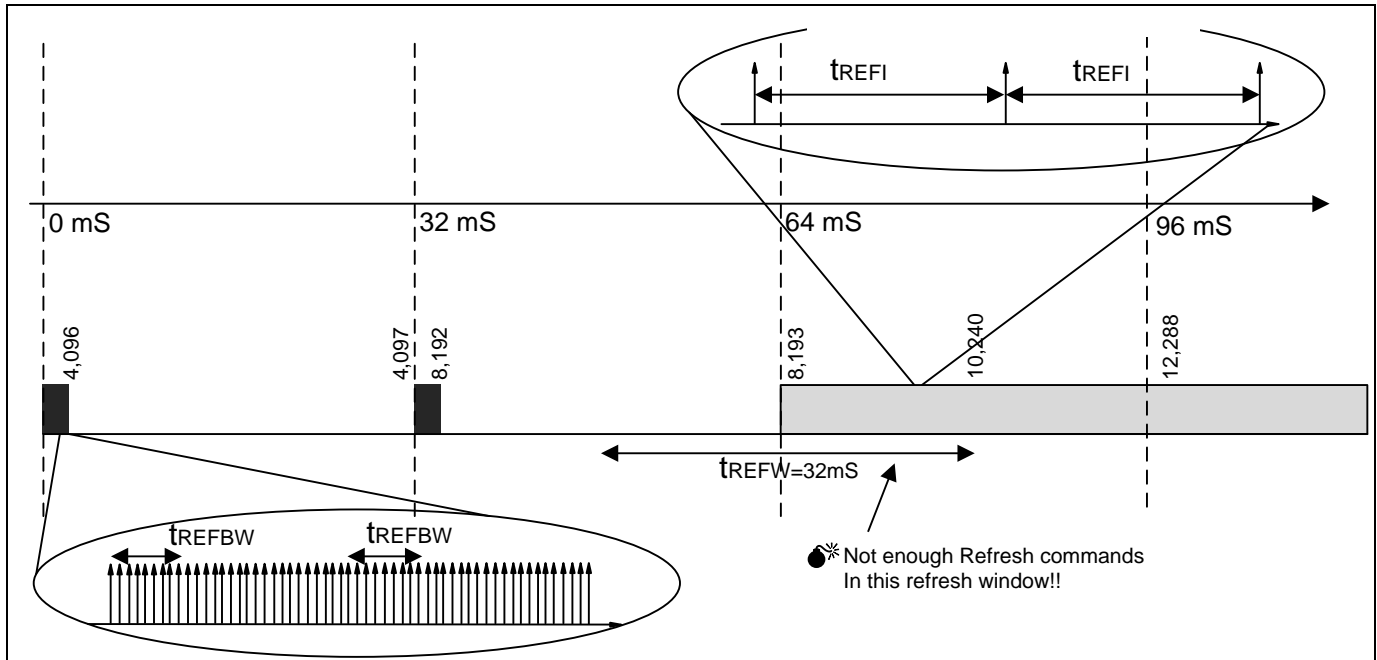 tREFI tREFI
0 mS 32 mS 64 mS 96 mS
4,096 4,097 8,192 8,193 10,240 12,288
tREFW=32mS
tREFBW tREFBW
Not enough Refresh commands
In this refresh window!!